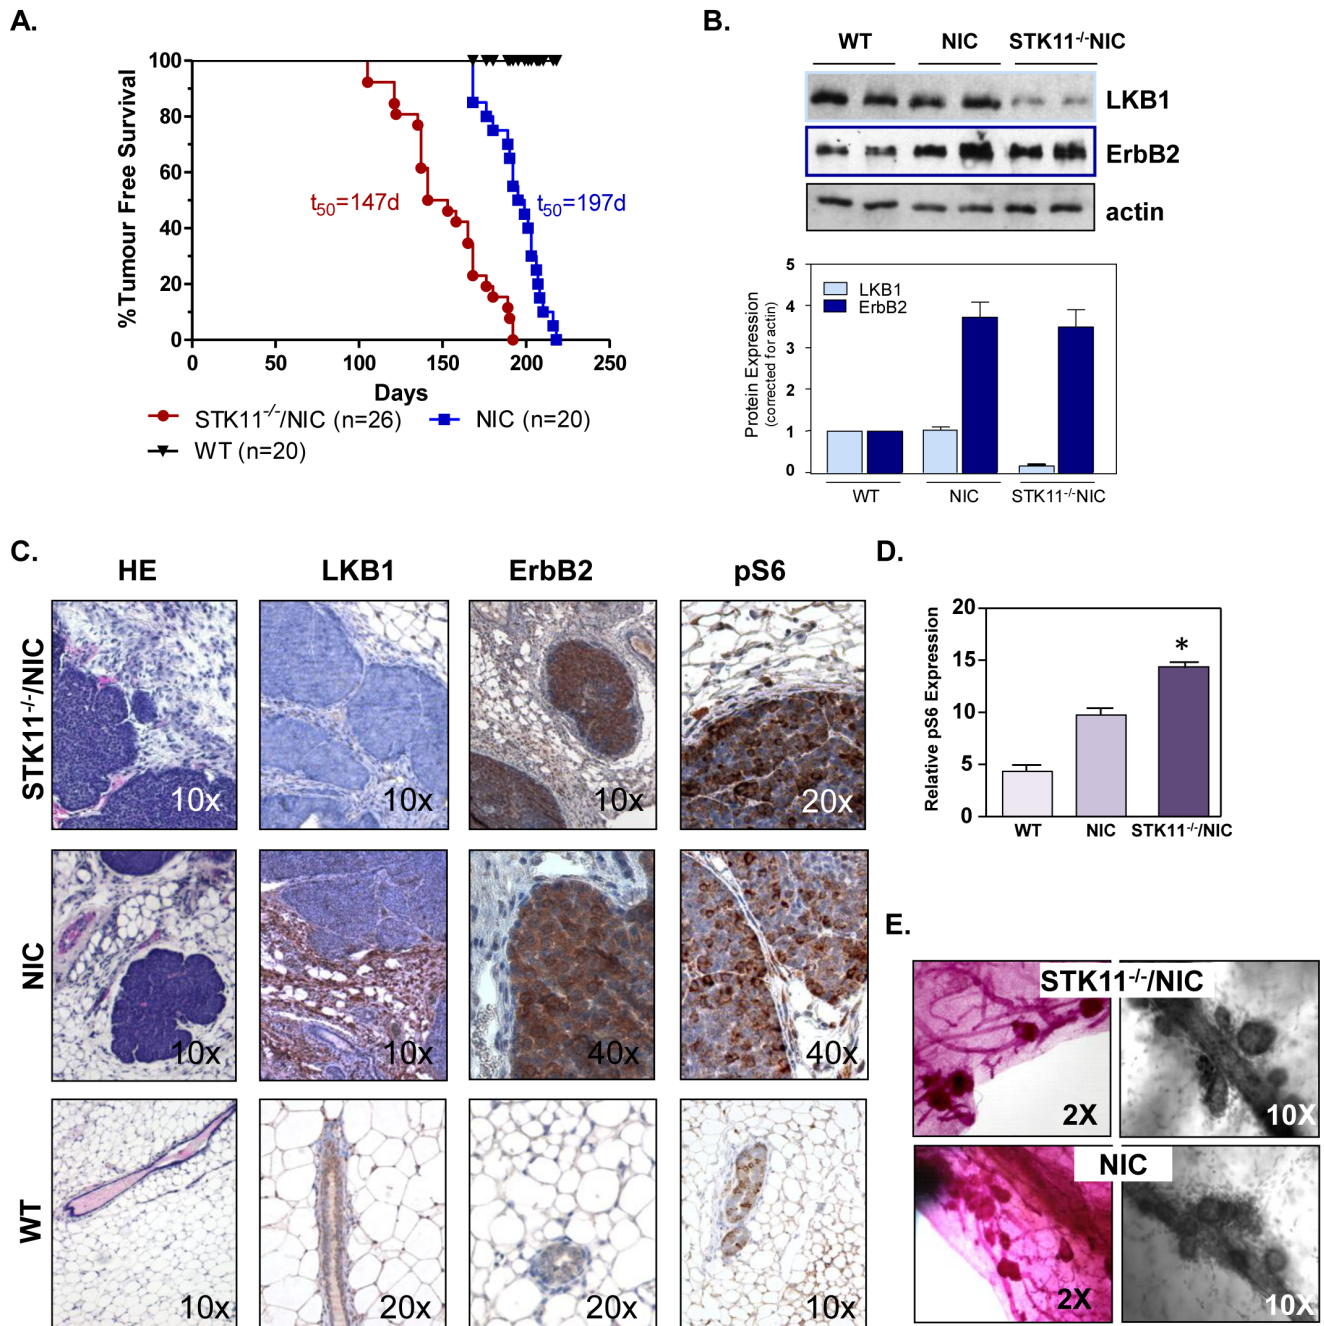 A.
%Tumour Free Survival
100
80
60
40
20
0
t50=147d
t50=197d
0 50 100 150 200 250
Days
STK11-/-/NIC (n=26) NIC (n=20)
WT (n=20)
B.
WT NIC STK11-/-NIC
LKB1
ErbB2
actin
Protein Expression
(corrected for actin)
5
4
3
2
1
0
LKB1
ErbB2
WT NIC STK11-/-NIC
C.
HE LKB1 ErbB2 pS6
STK11-/-/NIC
10x 10x 10x 20x
NIC
10x 10x 40x 40x
WT
10x 20x 20x 10x
D.
Relative pS6 Expression
20
15
10
5
0
*
WT NIC STK11-/-/NIC
E.
STK11-/-/NIC
2X 10X
NIC
2X 10X